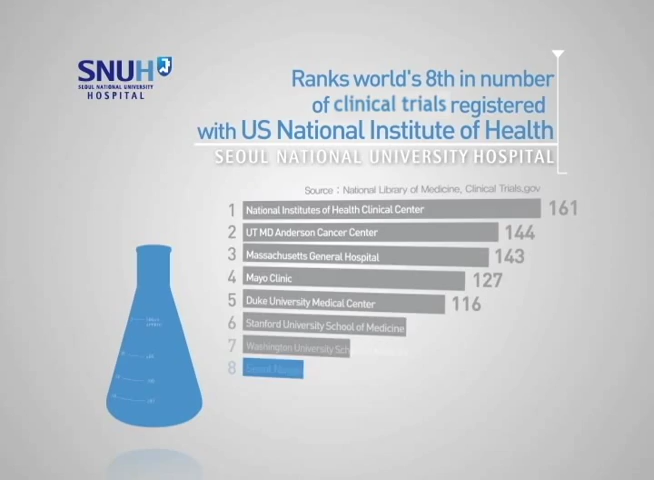 SNUH
SEOUL NATIONAL UNIVERSITY
HOSPITAL
Ranks world's 8th in number
of clinical trials registered
with US National Institute of Health
SEOUL NATIONAL UNIVERSITY HOSPITAL
Source : National Library of Medicine, Clinical Trials.gov
1 National Institutes of Health Clinical Center 161
2 UT MD Anderson Cancer Center 144
3 Massachusetts General Hospital 143
4 Mayo Clinic 127
5 Duke University Medical Center 116
6 Stanford University School of Medicine
7 Washington University Sch
8